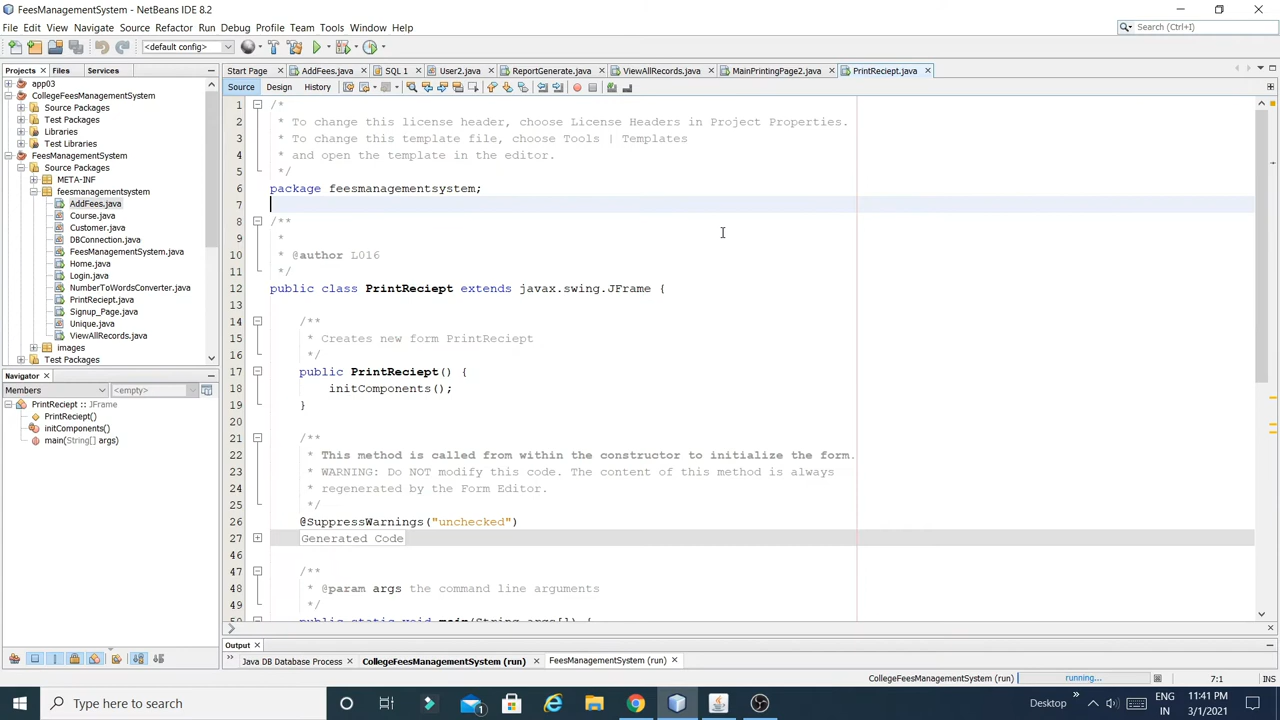 FeesManagementSystem - NetBeans IDE 8.2
File Edit View Navigate Source Refactor Run Debug Profile Team Tools Window Help
Search (Ctrl+I)
<default config>
Projects Files Services
Start Page AddFees.java SQL 1 User2.java ReportGenerate.java ViewAllRecords.java MainPrintingPage2.java PrintReciept.java
Source Design History
app03
CollegeFeesManagementSystem
Source Packages
Test Packages
Libraries
Test Libraries
FeesManagementSystem
Source Packages
META-INF
feesmanagementsystem
AddFees.java
Course.java
Customer.java
DBConnection.java
FeesManagementSystem.java
Home.java
Login.java
NumberToWordsConverter.java
PrintReciept.java
Signup_Page.java
Unique.java
ViewAllRecords.java
images
Test Packages
Navigator
Members <empty>
PrintReciept :: JFrame
PrintReciept()
initComponents()
main(String[] args)
1 /*
2 * To change this license header, choose License Headers in Project Properties.
3 * To change this template file, choose Tools | Templates
4 * and open the template in the editor.
5 */
6 package feesmanagementsystem;
7
8 /**
9 *
10 * @author L016
11 */
12 public class PrintReciept extends javax.swing.JFrame {
13
14 /**
15 * Creates new form PrintReciept
16 */
17 public PrintReciept() {
18 initComponents();
19 }
20
21 /**
22 * This method is called from within the constructor to initialize the form.
23 * WARNING: Do NOT modify this code. The content of this method is always
24 * regenerated by the Form Editor.
25 */
26 @SuppressWarnings("unchecked")
27 Generated Code
46
47 /**
48 * @param args the command line arguments
49 */
50 public static void main(String args[]) {
Output
Java DB Database Process CollegeFeesManagementSystem (run) FeesManagementSystem (run)
CollegeFeesManagementSystem (run) running... 7:1 INS
Type here to search
1
Desktop
ENG
IN
11:41 PM
3/1/2021